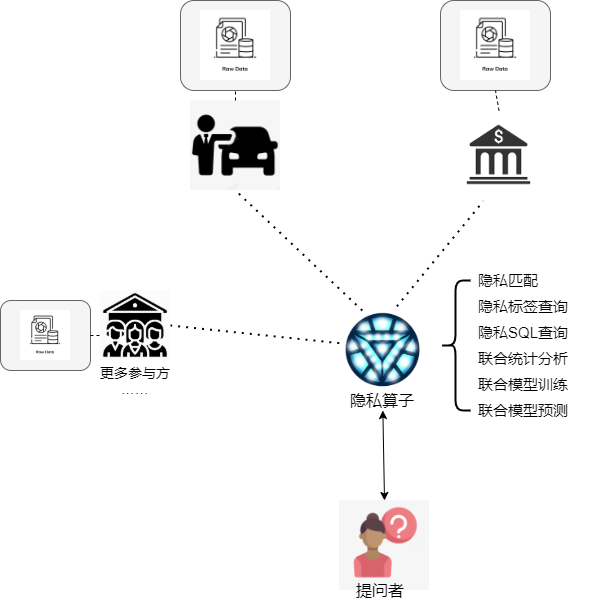 Raw Data
Raw Data
$
隐私匹配
隐私标签查询
隐私SQL查询
联合统计分析
联合模型训练
联合模型预测
Raw Data
更多参与方
……
隐私算子
?
提问者